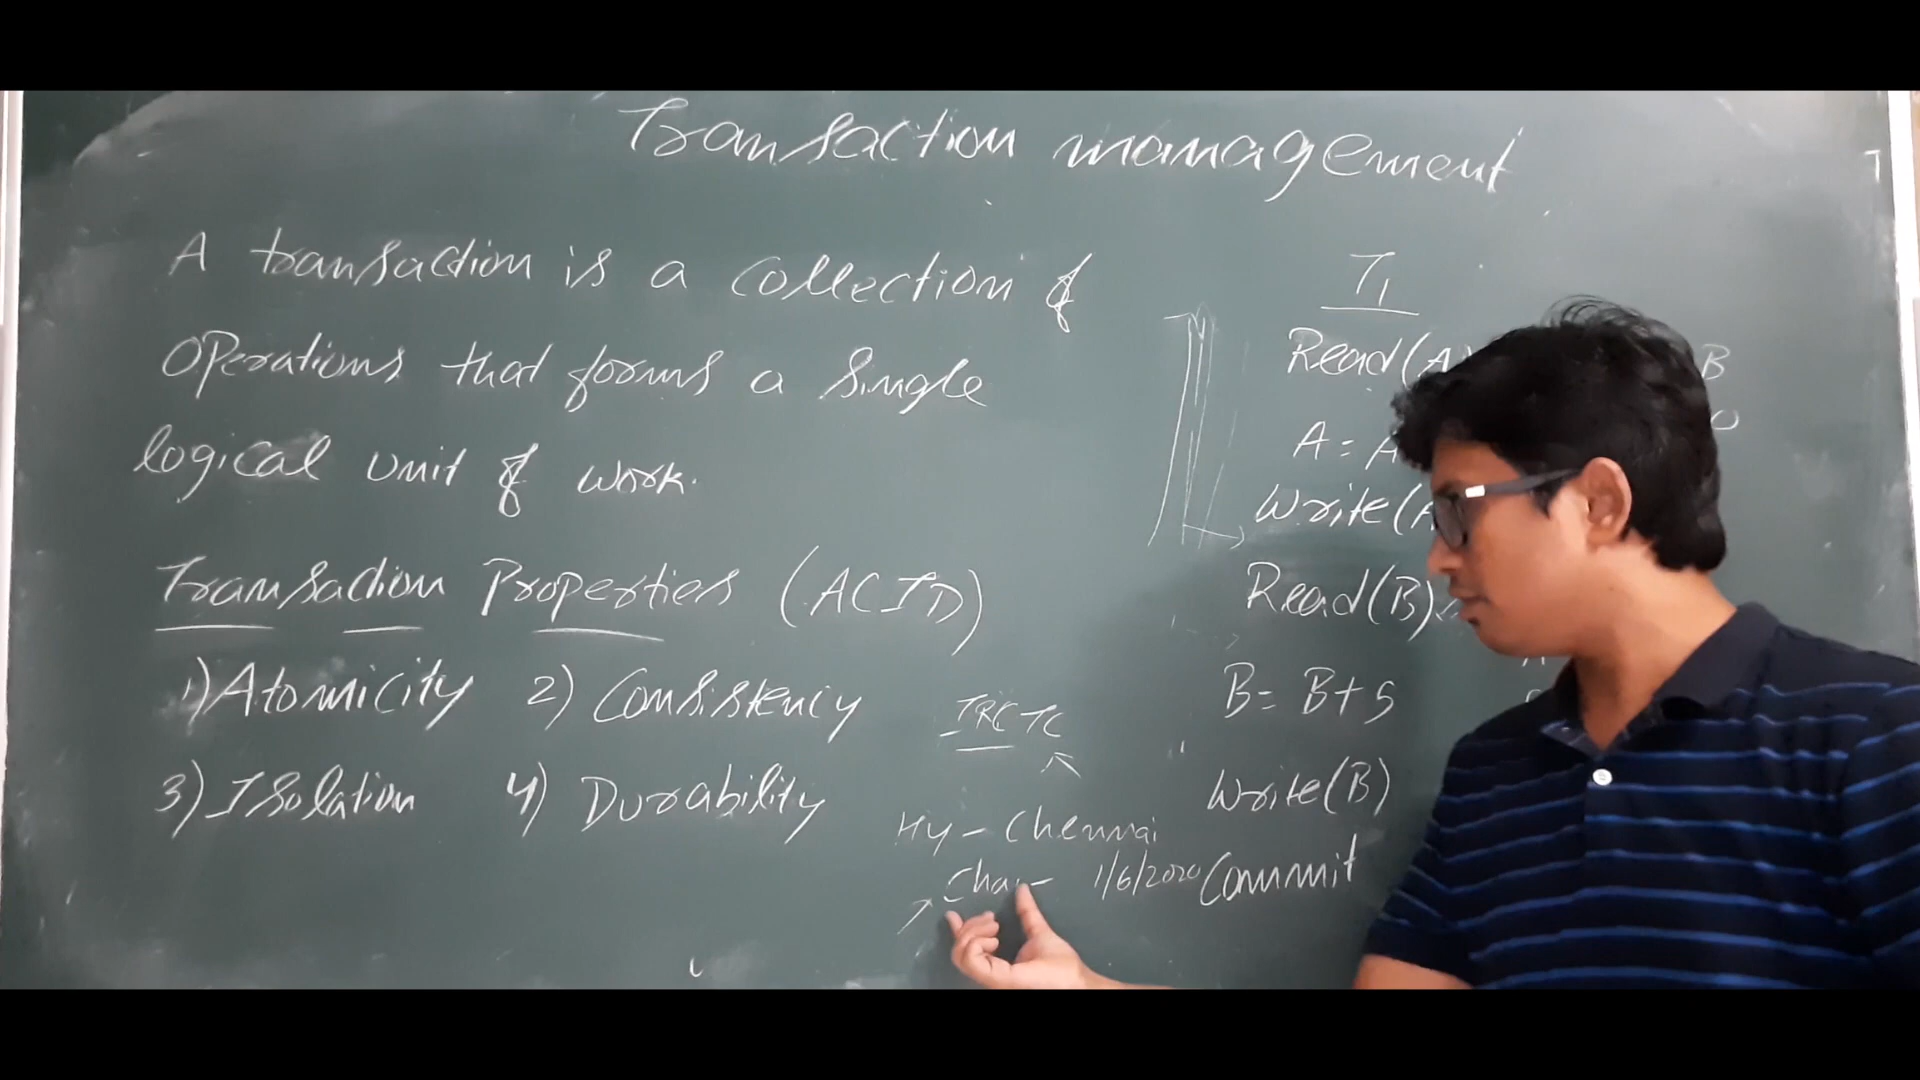 Transaction management
A transaction is a collection of
operations that forms a single
logical unit of work.
Transaction Properties (ACID)
1) Atomicity 2) Consistency
3) Isolation 4) Durability
IRCTC
Hy - Chennai
Cha - 1/6/2020
T1
Read(A)
A = A
Write(A
Read(B)
B = B+5
Write(B)
Commit
B